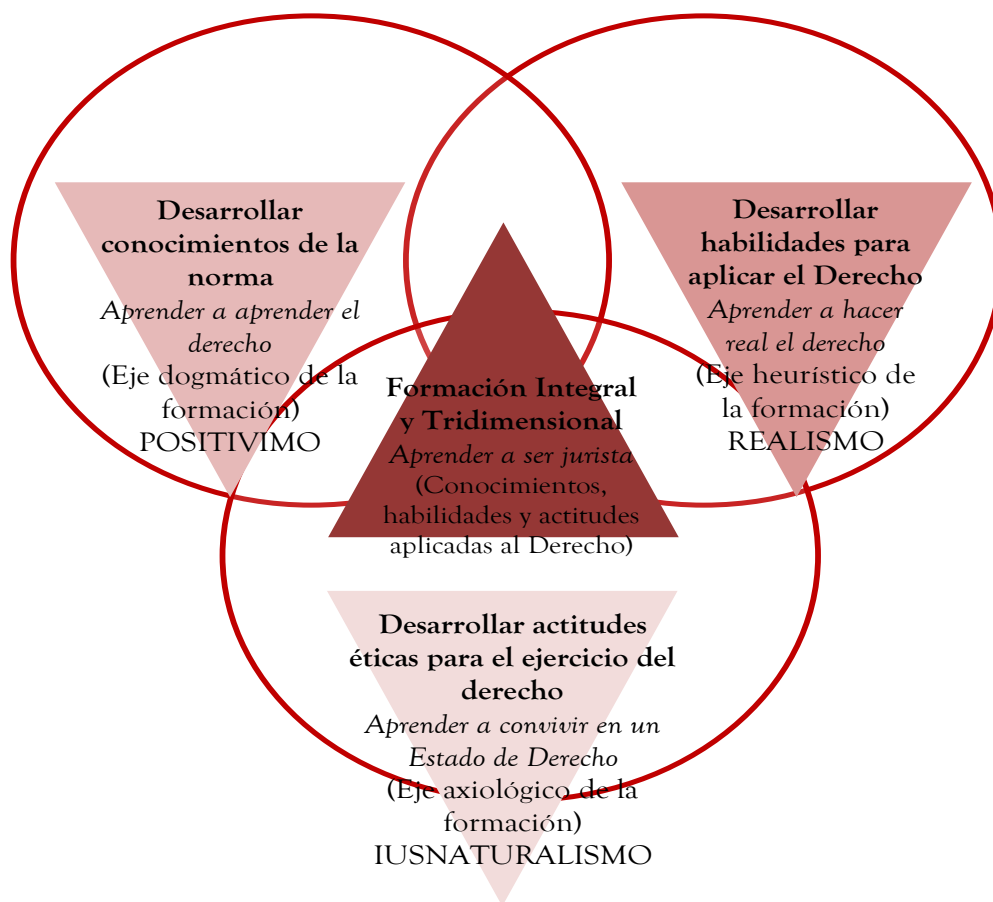 Desarrollar
conocimientos de la
norma
Aprender a aprender el
derecho
(Eje dogmático de la
formación)
POSITIVIMO
Desarrollar
habilidades para
aplicar el Derecho
Aprender a hacer
real el derecho
(Eje heurístico de
la formación)
REALISMO
Formación Integral
y Tridimensional
Aprender a ser jurista
(Conocimientos,
habilidades y actitudes
aplicadas al Derecho)
Desarrollar actitudes
éticas para el ejercicio del
derecho
Aprender a convivir en un
Estado de Derecho
(Eje axiológico de la
formación)
IUSNATURALISMO